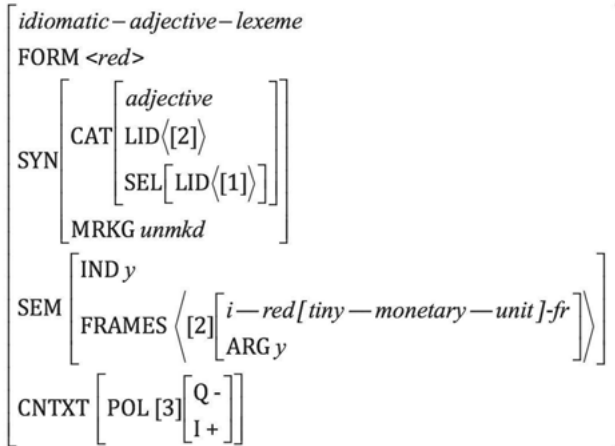 idiomatic – adjective – lexeme
FORM <red>
SYN
CAT
adjective
LID⟨[2]⟩
SEL[LID⟨[1]⟩]
MRKG unmkd
SEM
IND y
FRAMES ⟨[2][i — red[tiny — monetary — unit]-fr
ARG y]⟩
CNTXT [POL [3][Q -
I +]]